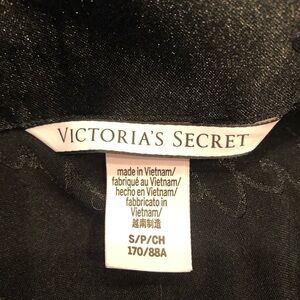 VICTORIA'S SECRET
made in Vietnam/
fabriqué au Vietnam/
hecho en Vietnam/
fabbricato in
Vietnam/
越南制造
S/P/CH
170/88A